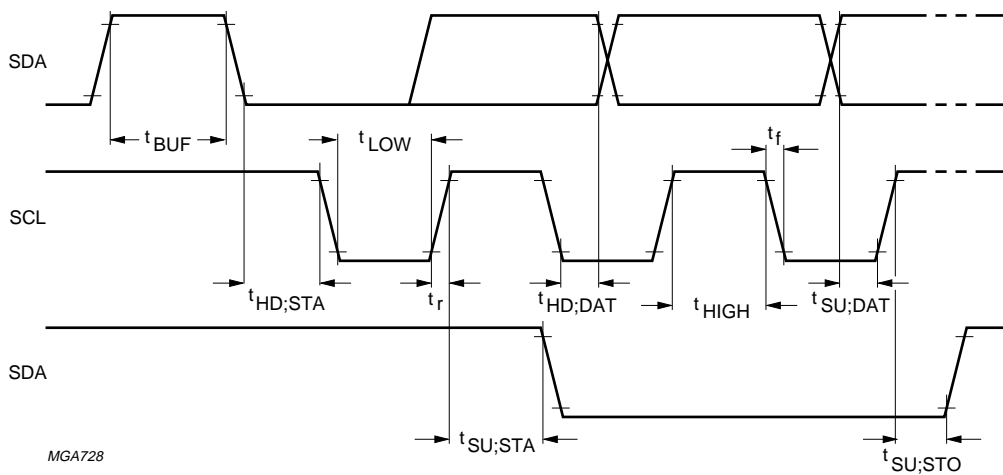 SDA
t BUF
t LOW
t f
SCL
t HD;STA
t r
t HD;DAT
t HIGH
t SU;DAT
SDA
t SU;STA
t SU;STO
MGA728